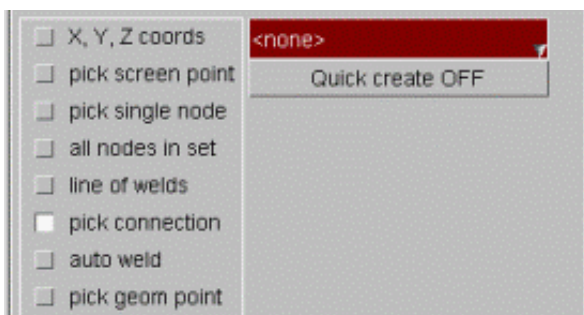 X, Y, Z coords
pick screen point
pick single node
all nodes in set
line of welds
pick connection
auto weld
pick geom point
<none>
Quick create OFF